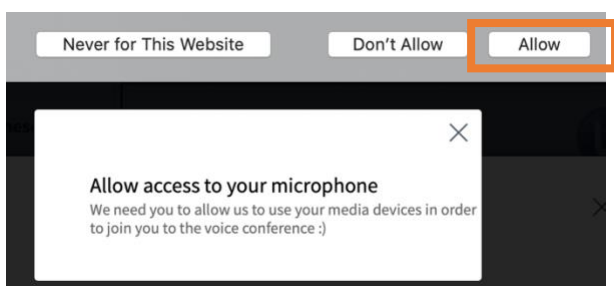 Never for This Website Don't Allow Allow
Allow access to your microphone
We need you to allow us to use your media devices in order
to join you to the voice conference :)